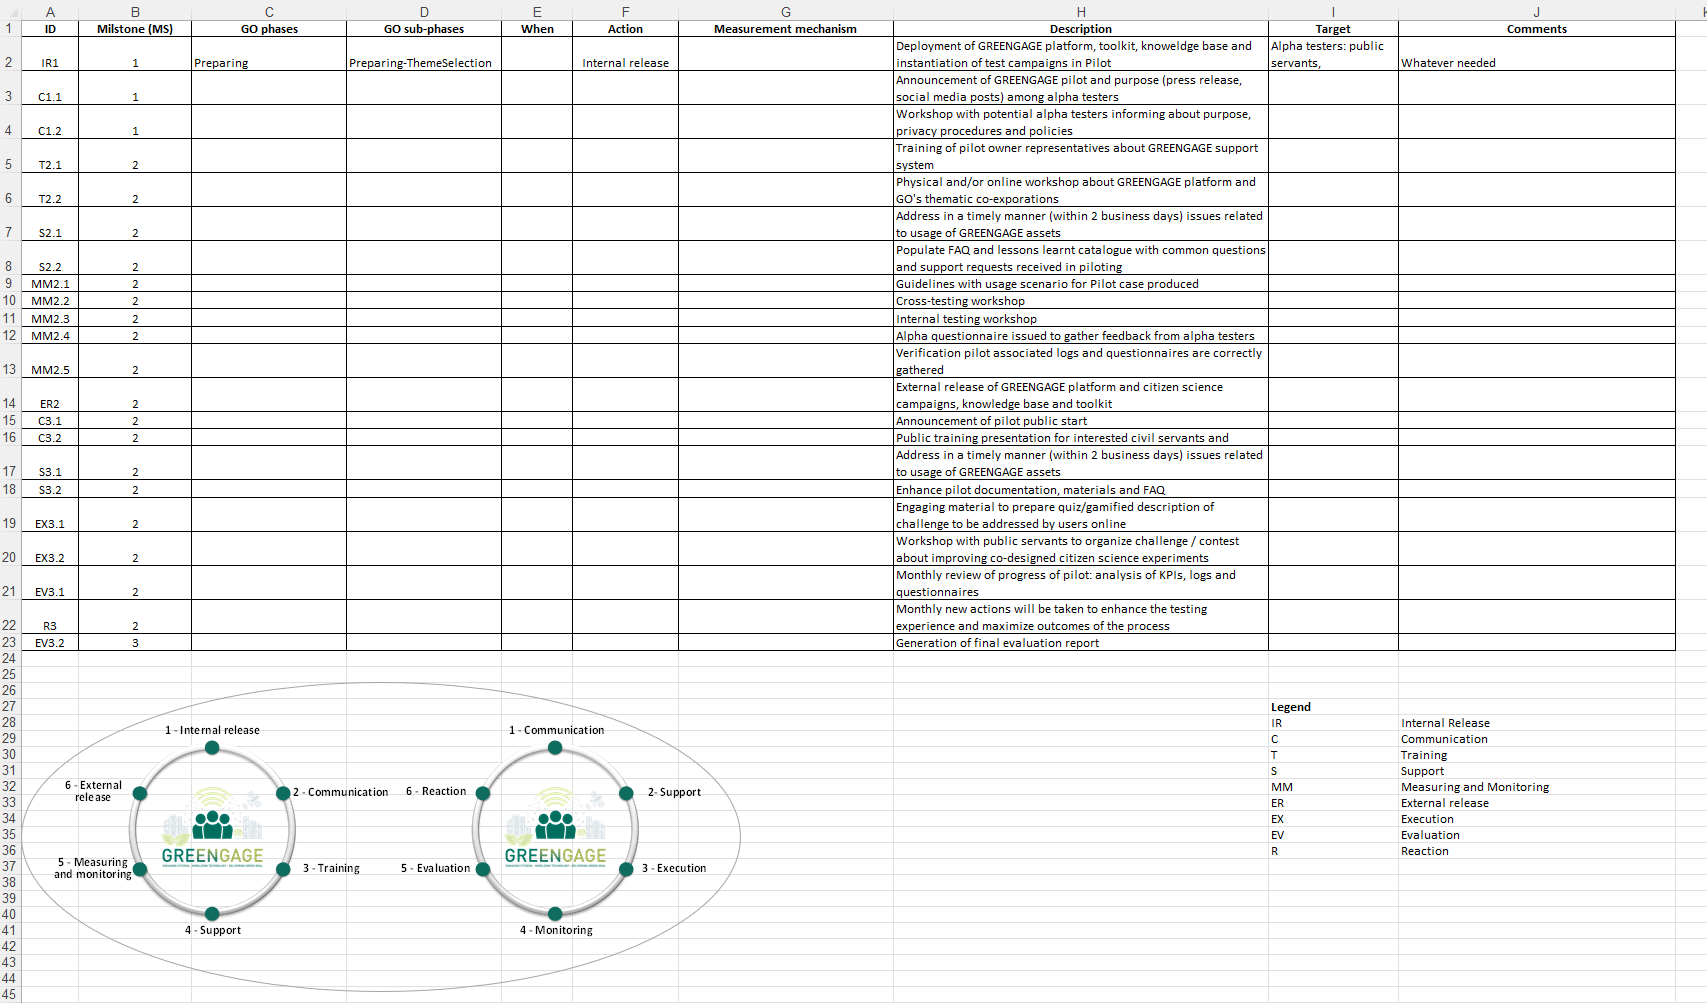 A B C D E F G H I J
1 ID Milstone (MS) GO phases GO sub-phases When Action Measurement mechanism Description Target Comments
Deployment of GREENGAGE platform, toolkit, knoweldge base and Alpha testers: public
2 IR1 1 Preparing Preparing-ThemeSelection Internal release instantiation of test campaigns in Pilot servants, Whatever needed
Announcement of GREENGAGE pilot and purpose (press release,
3 C1.1 1 social media posts) among alpha testers
Workshop with potential alpha testers informing about purpose,
4 C1.2 1 privacy procedures and policies
Training of pilot owner representatives about GREENGAGE support
5 T2.1 2 system
Physical and/or online workshop about GREENGAGE platform and
6 T2.2 2 GO's thematic co-exporations
Address in a timely manner (within 2 business days) issues related
7 S2.1 2 to usage of GREENGAGE assets
Populate FAQ and lessons learnt catalogue with common questions
8 S2.2 2 and support requests received in piloting
9 MM2.1 2 Guidelines with usage scenario for Pilot case produced
10 MM2.2 2 Cross-testing workshop
11 MM2.3 2 Internal testing workshop
12 MM2.4 2 Alpha questionnaire issued to gather feedback from alpha testers
Verification pilot associated logs and questionnaires are correctly
13 MM2.5 2 gathered
External release of GREENGAGE platform and citizen science
14 ER2 2 campaigns, knowledge base and toolkit
15 C3.1 2 Announcement of pilot public start
16 C3.2 2 Public training presentation for interested civil servants and
Address in a timely manner (within 2 business days) issues related
17 S3.1 2 to usage of GREENGAGE assets
18 S3.2 2 Enhance pilot documentation, materials and FAQ
Engaging material to prepare quiz/gamified description of
19 EX3.1 2 challenge to be addressed by users online
Workshop with public servants to organize challenge / contest
20 EX3.2 2 about improving co-designed citizen science experiments
Monthly review of progress of pilot: analysis of KPIs, logs and
21 EV3.1 2 questionnaires
Monthly new actions will be taken to enhance the testing
22 R3 2 experience and maximize outcomes of the process
23 EV3.2 3 Generation of final evaluation report
24
25
26
27 Legend
28 IR Internal Release
29 C Communication
30 T Training
31 S Support
32 MM Measuring and Monitoring
33 ER External release
34 EX Execution
35 EV Evaluation
36 R Reaction
37
38
39
40
41
42
43
44
45
1 - Internal release
2 - Communication
3 - Training
4 - Support
5 - Measuring
and monitoring
6 - External
release
GREENGAGE
1 - Communication
2- Support
3 - Execution
4 - Monitoring
5 - Evaluation
6 - Reaction
GREENGAGE